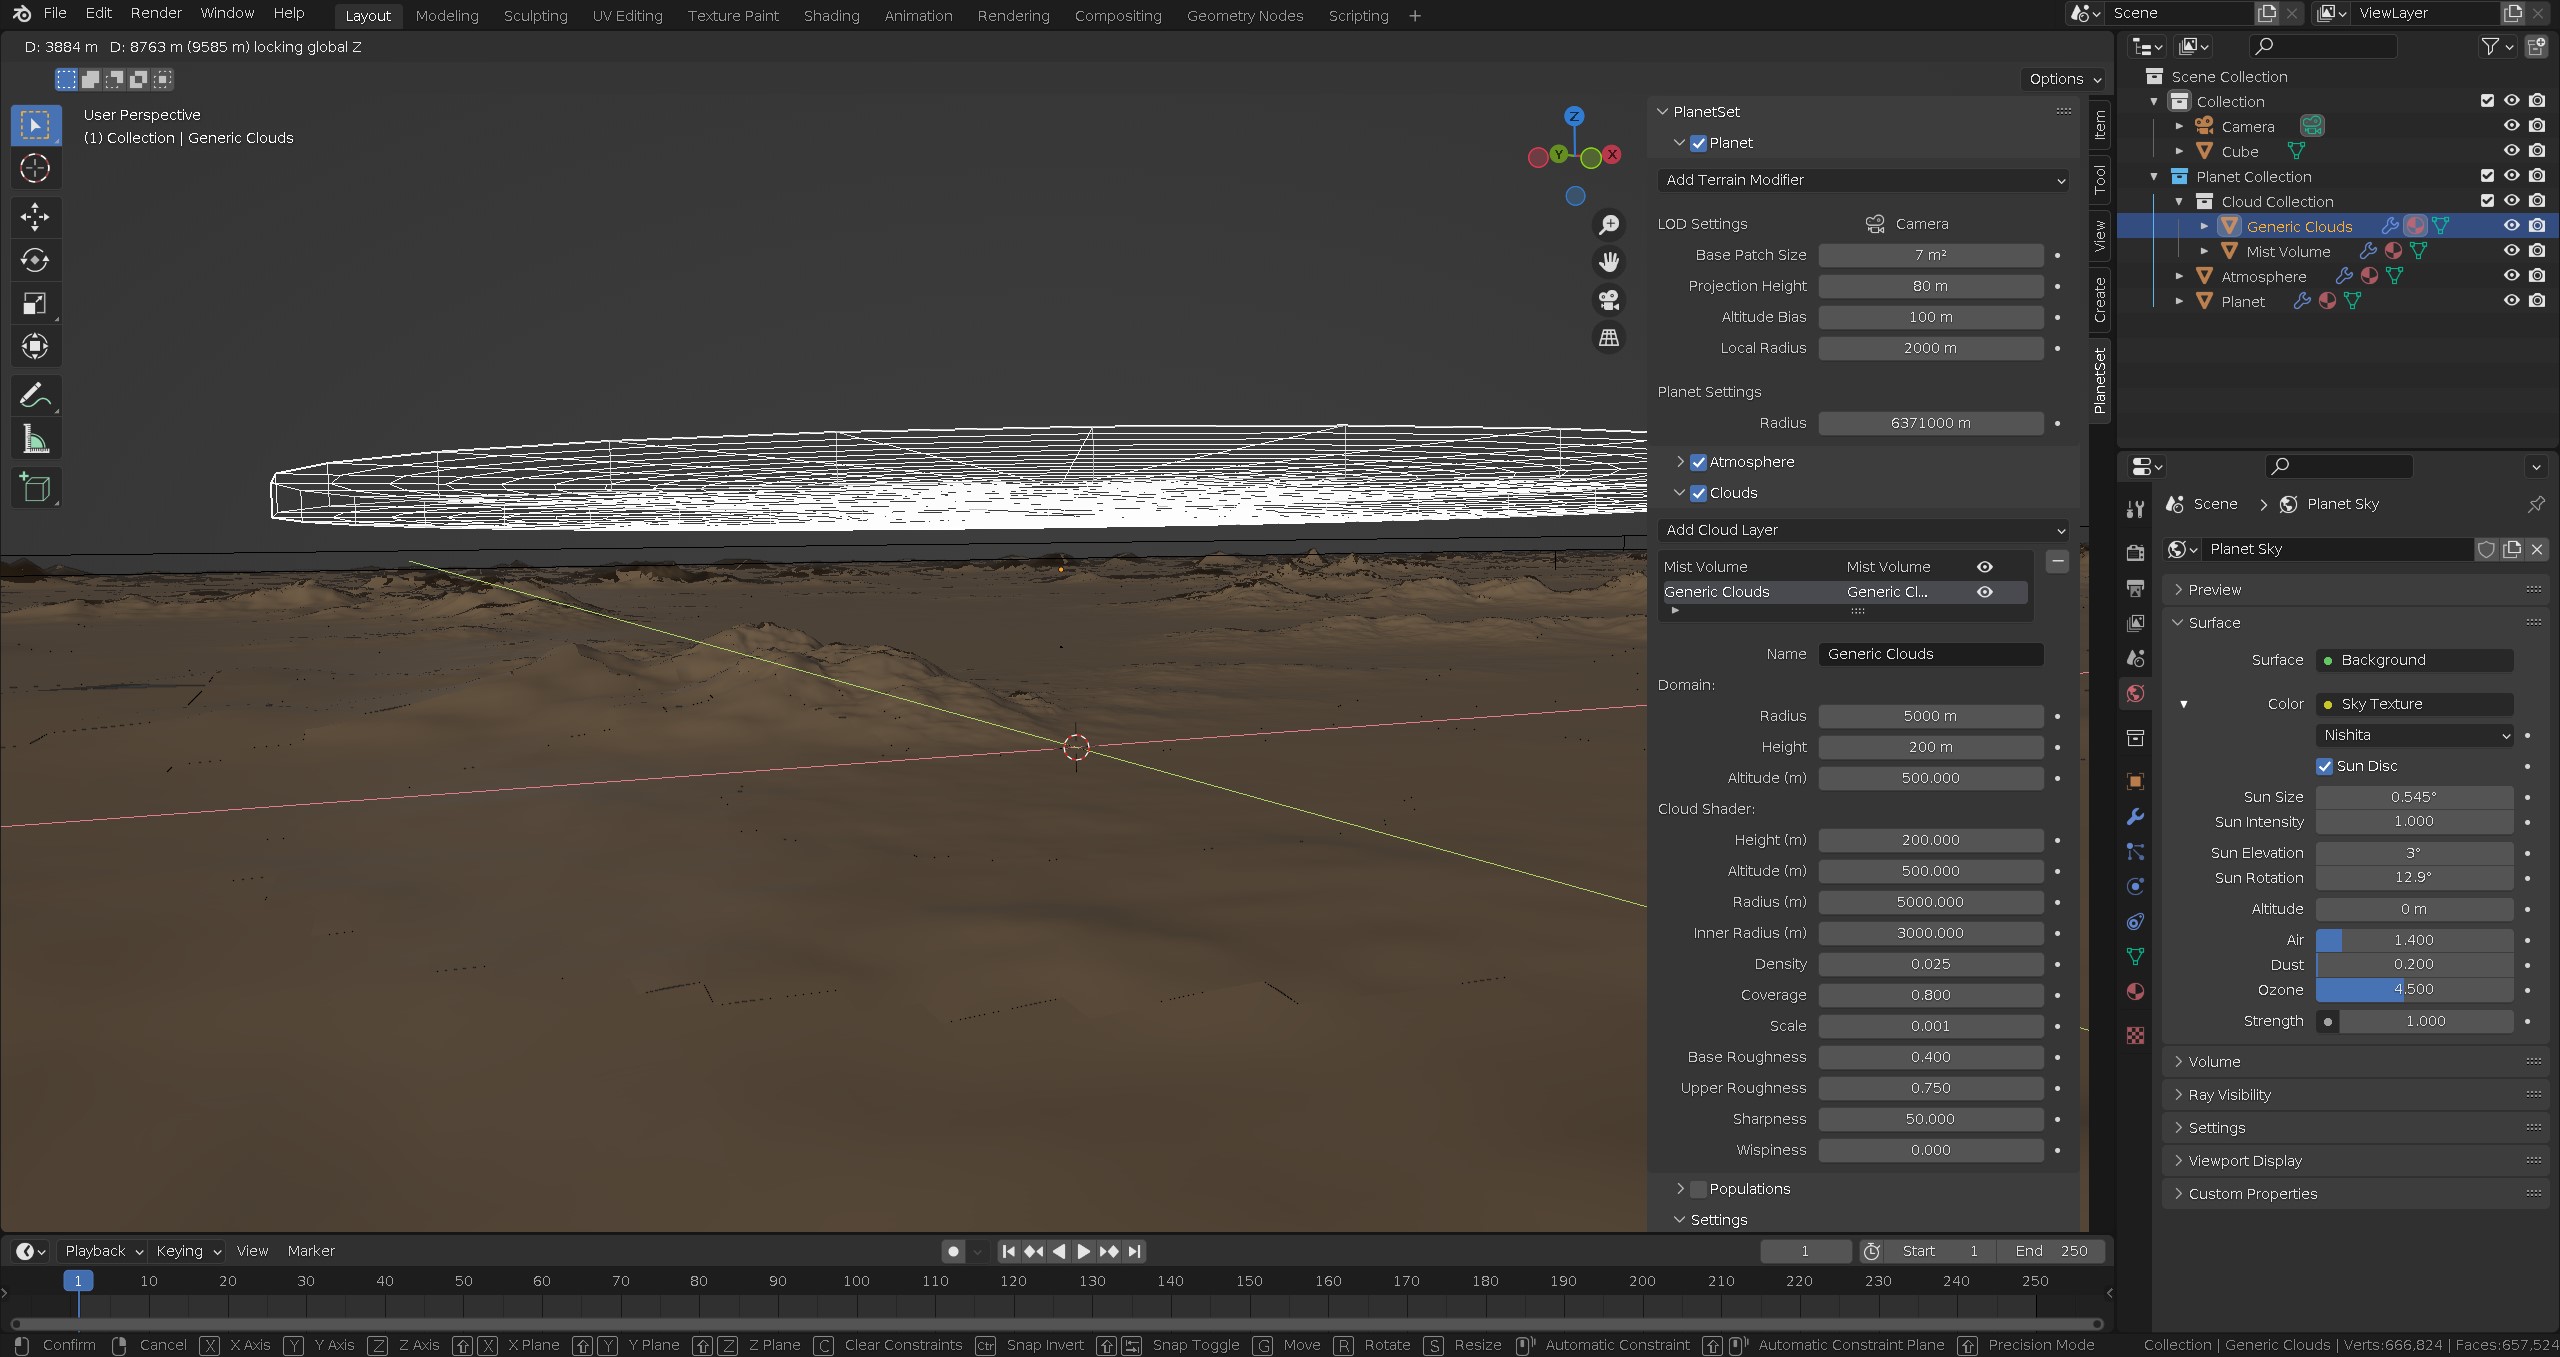 File Edit Render Window Help Layout Modeling Sculpting UV Editing Texture Paint Shading Animation Rendering Compositing Geometry Nodes Scripting + Scene ViewLayer
D: 3884 m D: 8763 m (9585 m) locking global Z
Options
User Perspective
(1) Collection | Generic Clouds
Z
Y
X
Item
Tool
View
Create
PlanetSet
PlanetSet
Planet
Add Terrain Modifier
LOD Settings Camera
Base Patch Size 7 m²
Projection Height 80 m
Altitude Bias 100 m
Local Radius 2000 m
Planet Settings
Radius 6371000 m
Atmosphere
Clouds
Add Cloud Layer
Mist Volume Mist Volume
Generic Clouds Generic Cl...
Name Generic Clouds
Domain:
Radius 5000 m
Height 200 m
Altitude (m) 500.000
Cloud Shader:
Height (m) 200.000
Altitude (m) 500.000
Radius (m) 5000.000
Inner Radius (m) 3000.000
Density 0.025
Coverage 0.800
Scale 0.001
Base Roughness 0.400
Upper Roughness 0.750
Sharpness 50.000
Wispiness 0.000
Populations
Settings
Scene Collection
Collection
Camera
Cube
Planet Collection
Cloud Collection
Generic Clouds
Mist Volume
Atmosphere
Planet
Scene > Planet Sky
Planet Sky
Preview
Surface
Surface Background
Color Sky Texture
Nishita
Sun Disc
Sun Size 0.545°
Sun Intensity 1.000
Sun Elevation 3°
Sun Rotation 12.9°
Altitude 0 m
Air 1.400
Dust 0.200
Ozone 4.500
Strength 1.000
Volume
Ray Visibility
Settings
Viewport Display
Custom Properties
Playback Keying View Marker 1 Start 1 End 250
1 10 20 30 40 50 60 70 80 90 100 110 120 130 140 150 160 170 180 190 200 210 220 230 240 250
Confirm Cancel X X Axis Y Y Axis Z Z Axis X X Plane Y Y Plane Z Z Plane C Clear Constraints Ctrl Snap Invert Snap Toggle G Move R Rotate S Resize Automatic Constraint Automatic Constraint Plane Precision Mode Collection | Generic Clouds | Verts:666,824 | Faces:657,524